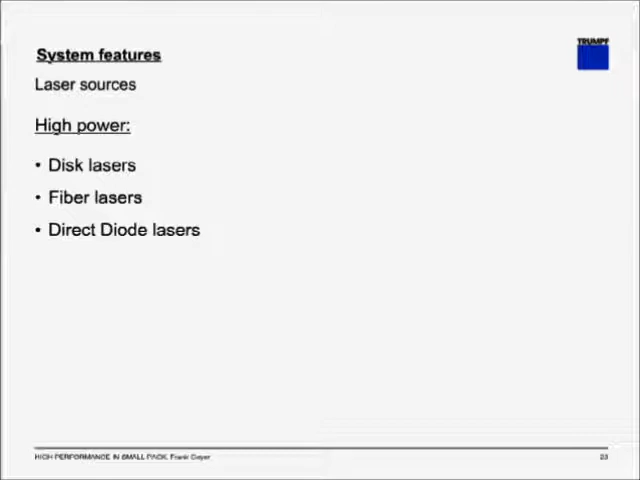 System features
TRUMPF
Laser sources
High power:
• Disk lasers
• Fiber lasers
• Direct Diode lasers
HIGH PERFORMANCE IN SMALL PACK, Frank Geyer
23